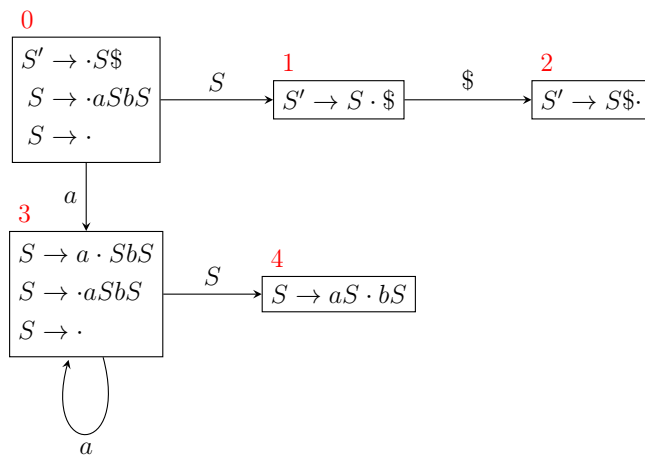 0
S′ → ·S$
S → ·aSbS
S → ·
S
1
S′ → S · $
$
2
S′ → S$·
a
3
S → a · SbS
S → ·aSbS
S → ·
S
4
S → aS · bS
a